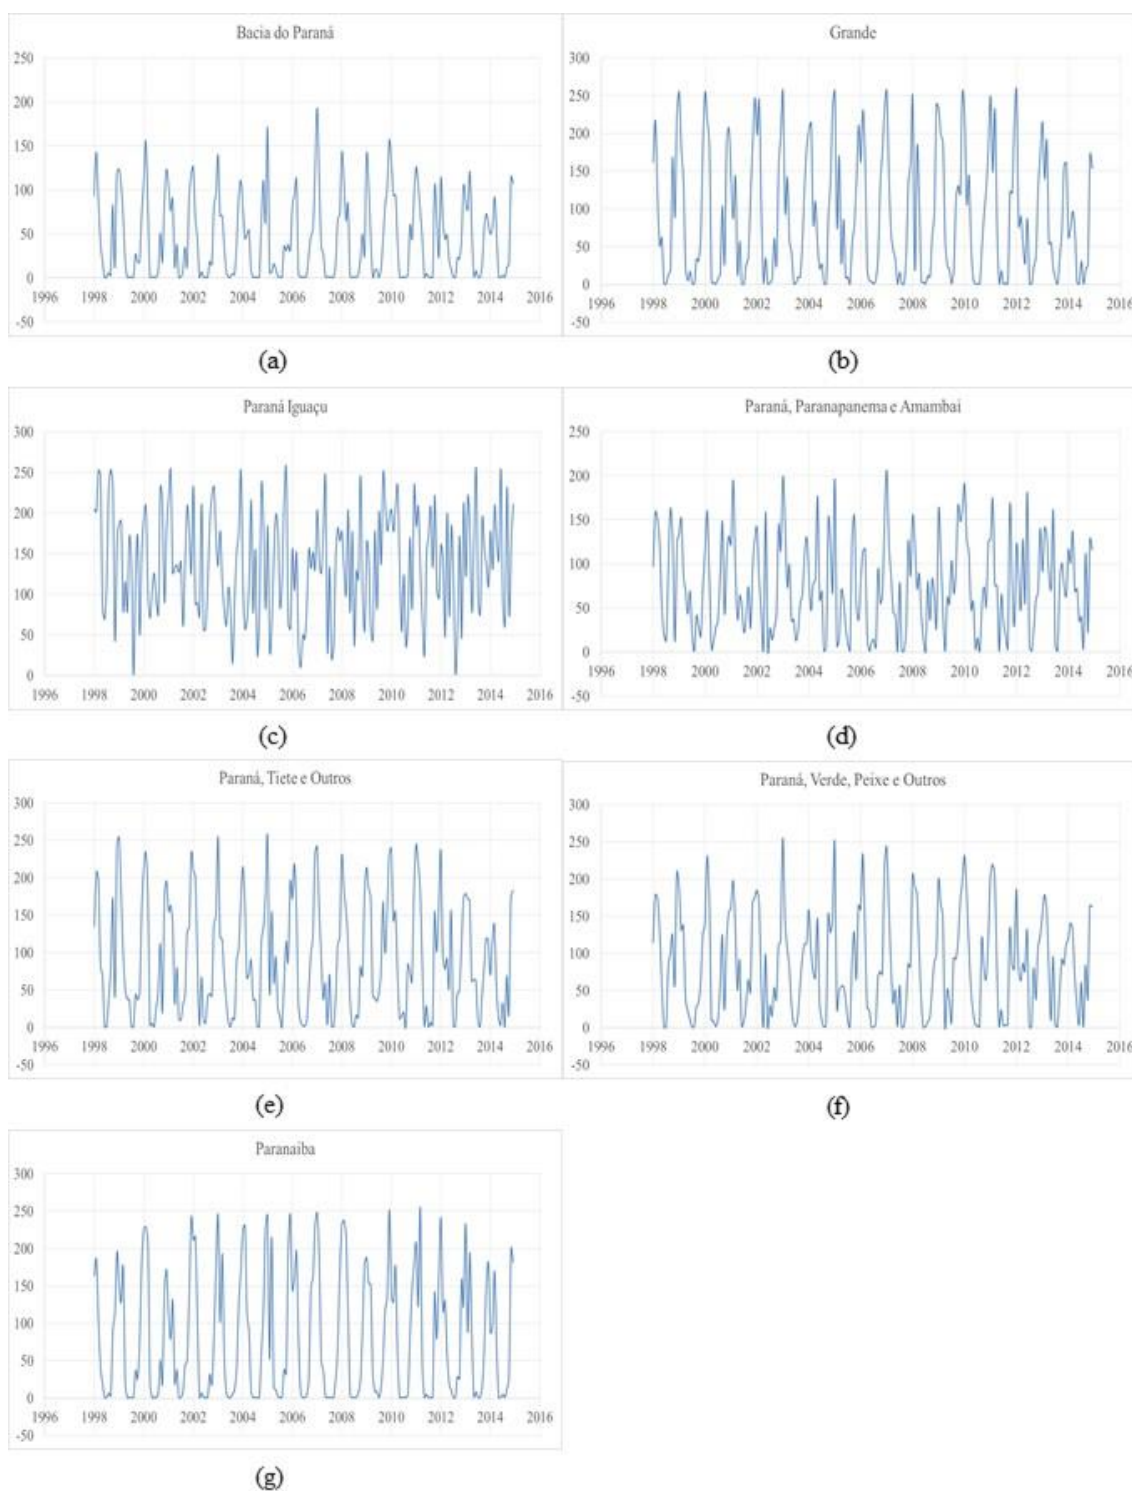 Bacia do Paraná
250
200
150
100
50
0
-50
1996 1998 2000 2002 2004 2006 2008 2010 2012 2014 2016
(a)
Grande
300
250
200
150
100
50
0
-50
1996 1998 2000 2002 2004 2006 2008 2010 2012 2014 2016
(b)
Paraná Iguaçu
300
250
200
150
100
50
0
1996 1998 2000 2002 2004 2006 2008 2010 2012 2014 2016
(c)
Paraná, Paranapanema e Amambai
250
200
150
100
50
0
-50
1996 1998 2000 2002 2004 2006 2008 2010 2012 2014 2016
(d)
Paraná, Tiete e Outros
300
250
200
150
100
50
0
-50
1996 1998 2000 2002 2004 2006 2008 2010 2012 2014 2016
(e)
Paraná, Verde, Peixe e Outros
300
250
200
150
100
50
0
-50
1996 1998 2000 2002 2004 2006 2008 2010 2012 2014 2016
(f)
Paranaiba
300
250
200
150
100
50
0
-50
1996 1998 2000 2002 2004 2006 2008 2010 2012 2014 2016
(g)